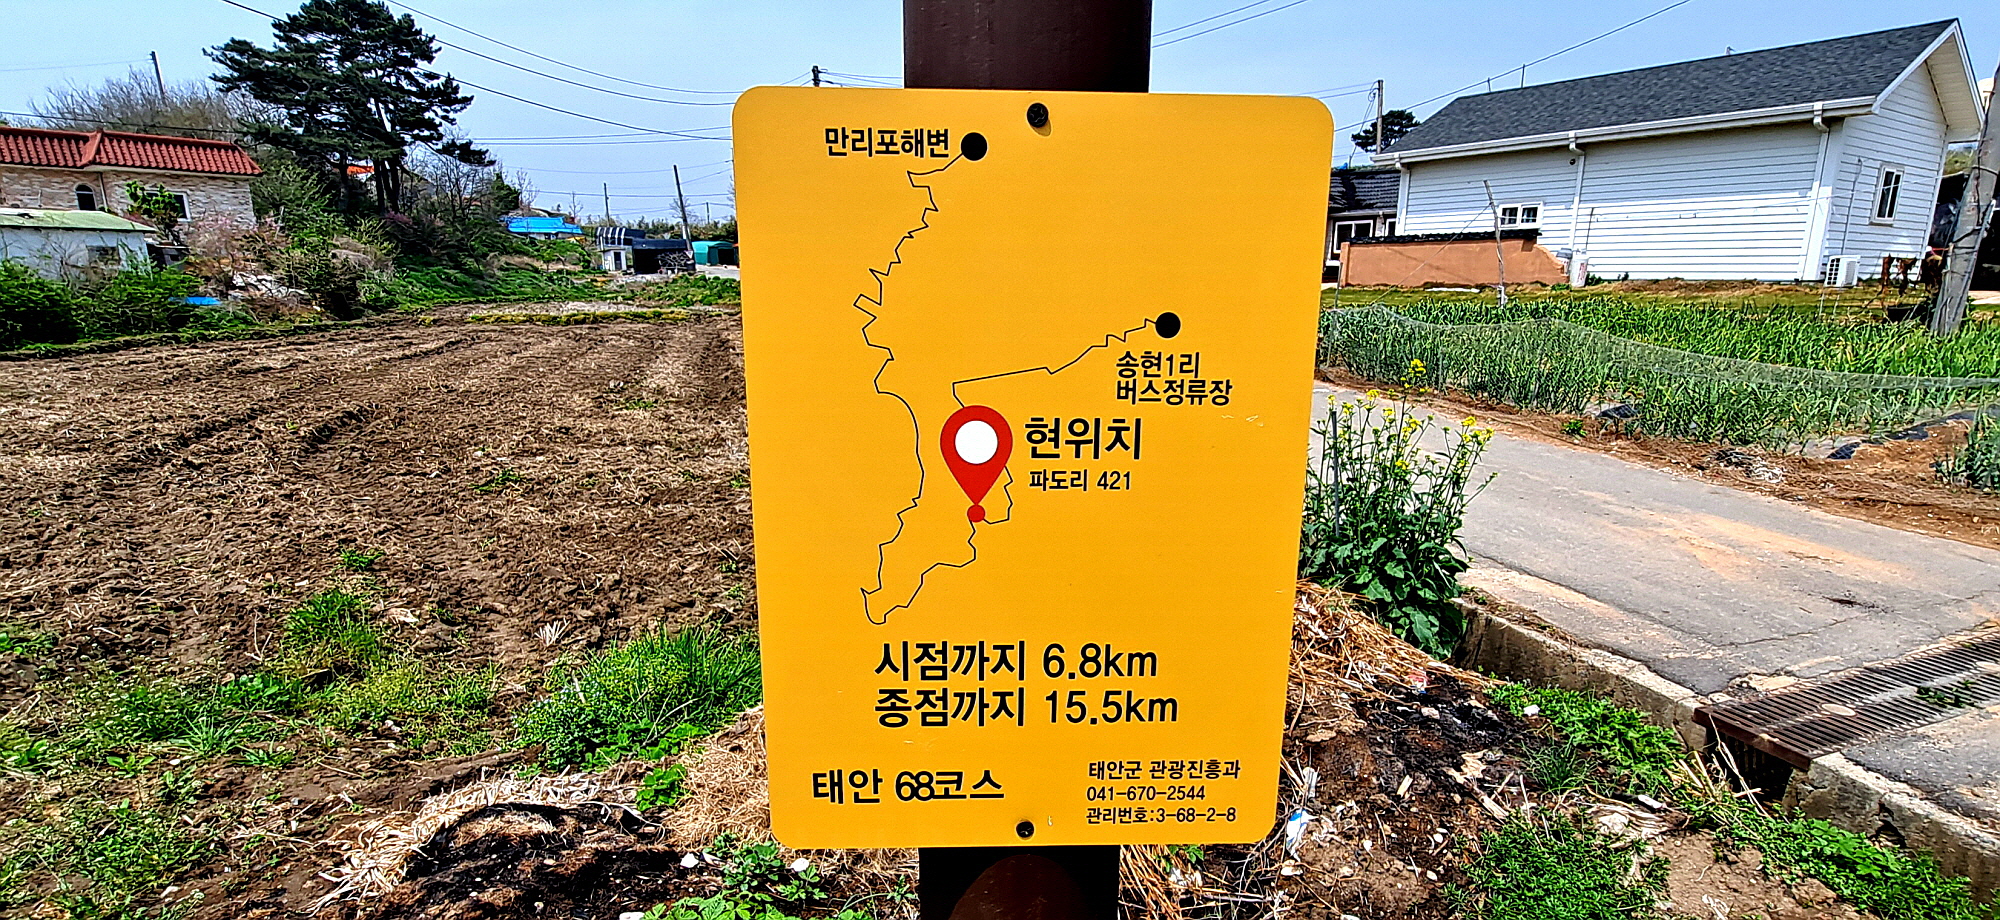 만리포해변
송현1리
버스정류장
현위치
파도리 421
시점까지 6.8km
종점까지 15.5km
태안 68코스
태안군 관광진흥과
041-670-2544
관리번호:3-68-2-8